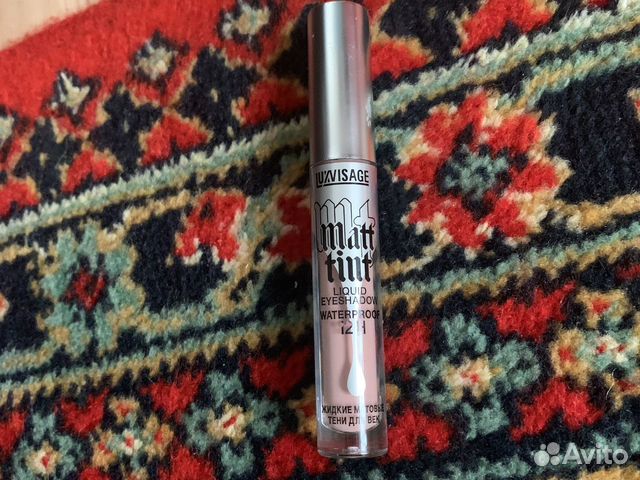 LUXVISAGE
Matt
tint
LIQUID
EYESHADOW
WATERPROOF
12H
ЖИДКИЕ МАТОВЫЕ
ТЕНИ ДЛЯ ВЕК
Avito